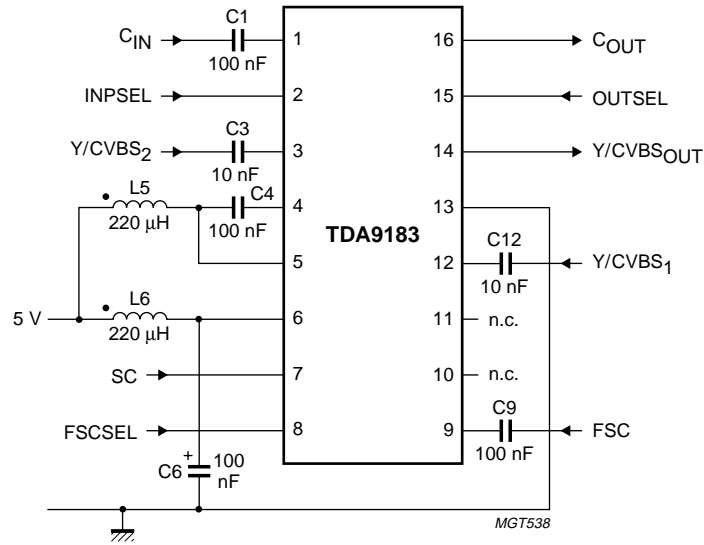 C1
C_IN 1 16 C_OUT
100 nF
INPSEL 2 15 OUTSEL
C3
Y/CVBS_2 3 14 Y/CVBS_OUT
10 nF
L5 C4
4 13
220 µH 100 nF
TDA9183
C12
5 12 Y/CVBS_1
10 nF
L6
5 V 6 11 n.c.
220 µH
SC 7 10 n.c.
C9
FSCSEL 8 9 FSC
100 nF
+ 100
C6 nF
MGT538